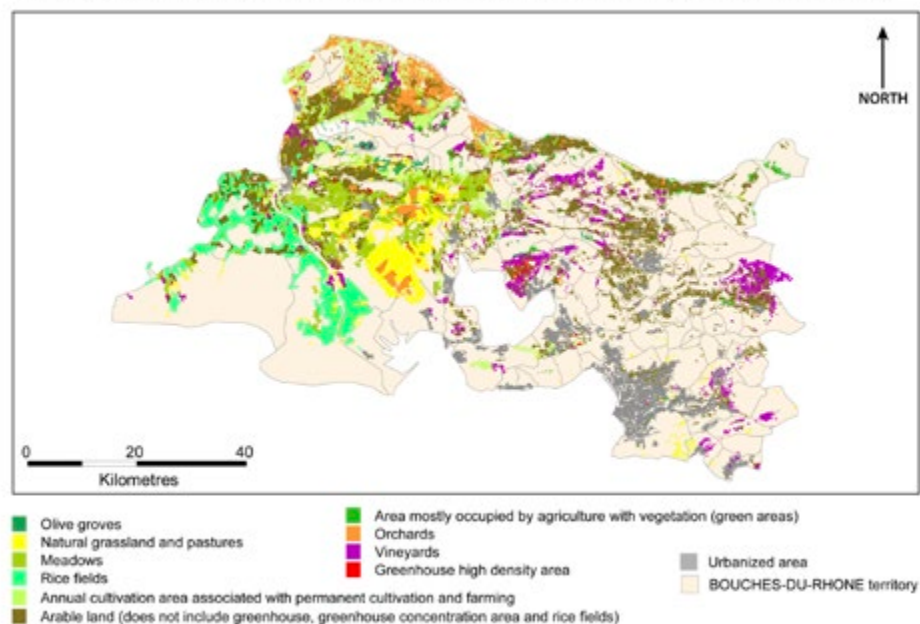 NORTH
0 20 40
Kilometres
Olive groves
Natural grassland and pastures
Meadows
Rice fields
Annual cultivation area associated with permanent cultivation and farming
Arable land (does not include greenhouse, greenhouse concentration area and rice fields)
Area mostly occupied by agriculture with vegetation (green areas)
Orchards
Vineyards
Greenhouse high density area
Urbanized area
BOUCHES-DU-RHONE territory